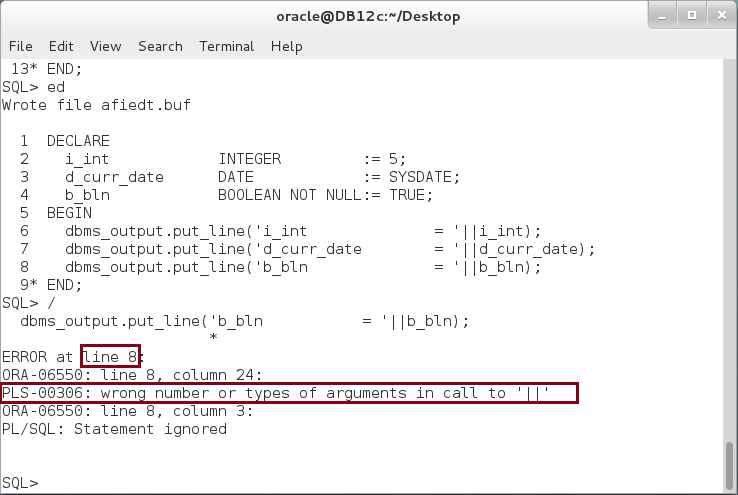 oracle@DB12c:~/Desktop
File Edit View Search Terminal Help
 13* END;
SQL> ed
Wrote file afiedt.buf

  1  DECLARE
  2    i_int            INTEGER         := 5;
  3    d_curr_date      DATE            := SYSDATE;
  4    b_bln            BOOLEAN NOT NULL:= TRUE;
  5  BEGIN
  6    dbms_output.put_line('i_int              = '||i_int);
  7    dbms_output.put_line('d_curr_date        = '||d_curr_date);
  8    dbms_output.put_line('b_bln              = '||b_bln);
  9* END;
SQL> /
  dbms_output.put_line('b_bln           = '||b_bln);
                       *
ERROR at line 8:
ORA-06550: line 8, column 24:
PLS-00306: wrong number or types of arguments in call to '||'
ORA-06550: line 8, column 3:
PL/SQL: Statement ignored


SQL>